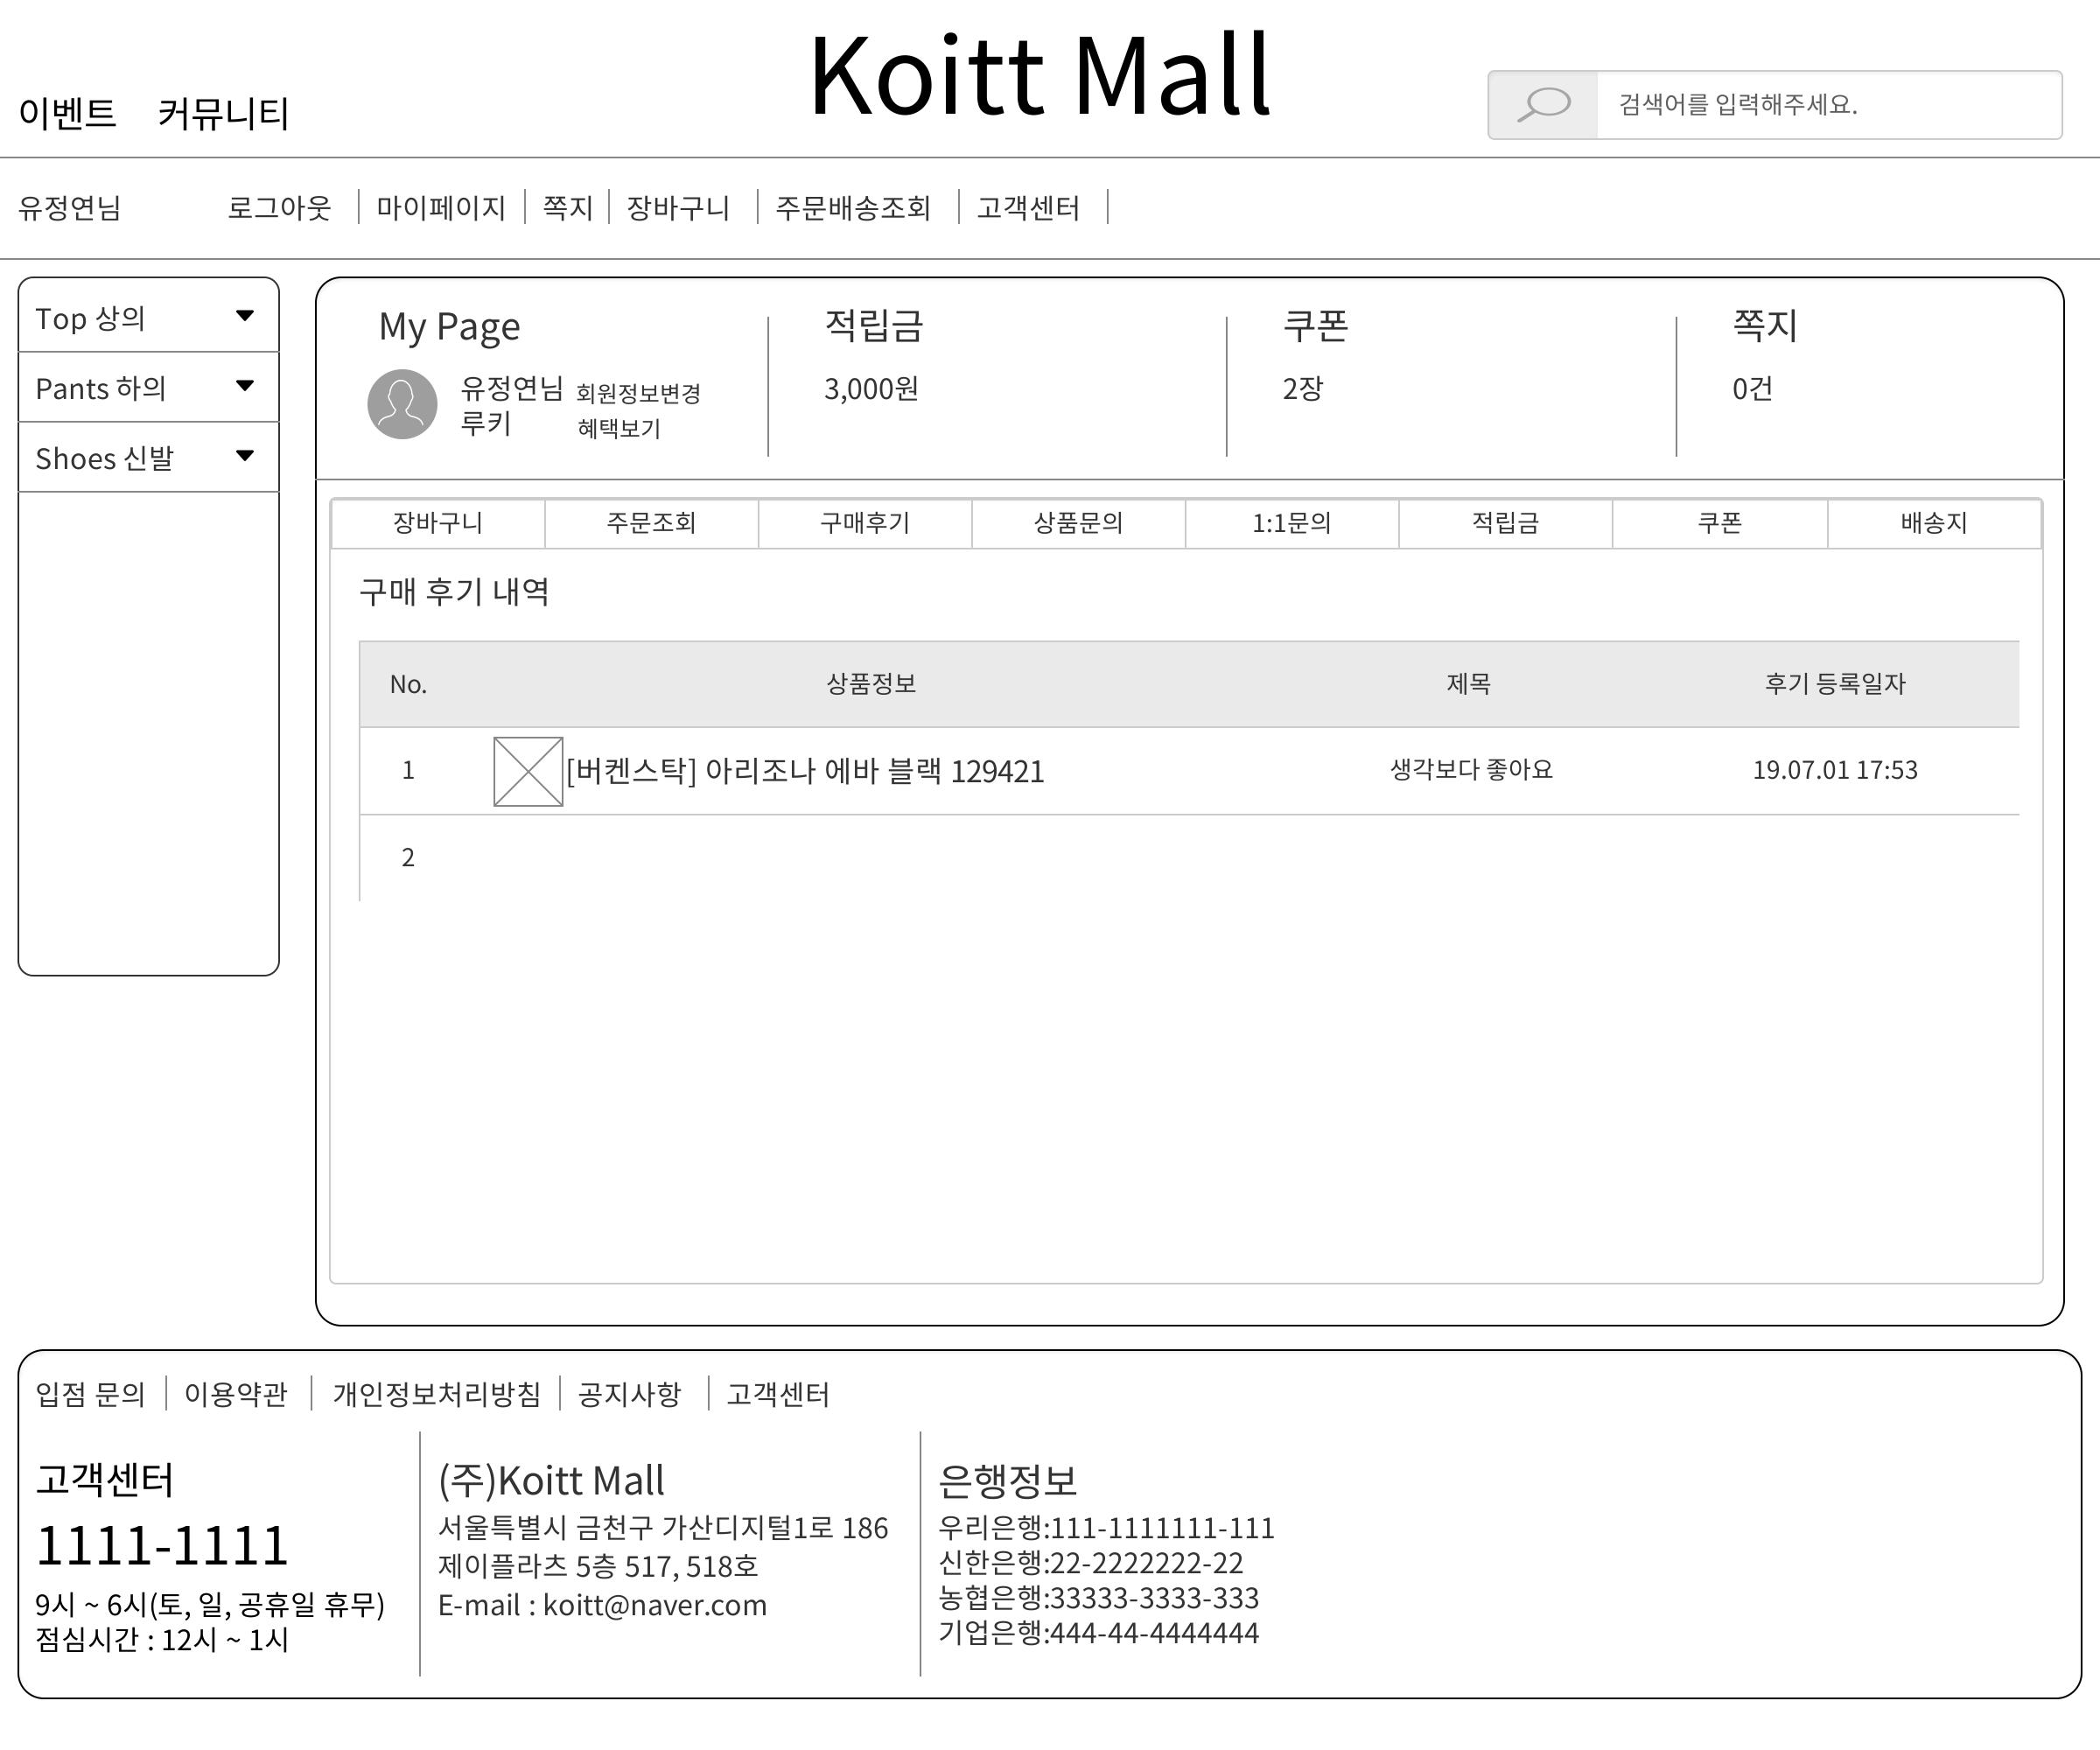 Koitt Mall
이벤트 커뮤니티
검색어를 입력해주세요.
유정연님 로그아웃 마이페이지 쪽지 장바구니 주문배송조회 고객센터
Top 상의
Pants 하의
Shoes 신발
My Page 적립금 쿠폰 쪽지
유정연님 회원정보변경 3,000원 2장 0건
루키 혜택보기
장바구니 주문조회 구매후기 상품문의 1:1문의 적립금 쿠폰 배송지
구매 후기 내역
No. 상품정보 제목 후기 등록일자
1 [버켄스탁] 아리조나 에바 블랙 129421 생각보다 좋아요 19.07.01 17:53
2
입점 문의 이용약관 개인정보처리방침 공지사항 고객센터
고객센터
1111-1111
9시 ~ 6시(토, 일, 공휴일 휴무)
점심시간 : 12시 ~ 1시
(주)Koitt Mall
서울특별시 금천구 가산디지털1로 186
제이플라츠 5층 517, 518호
E-mail : koitt@naver.com
은행정보
우리은행:111-1111111-111
신한은행:22-2222222-22
농협은행:33333-3333-333
기업은행:444-44-4444444